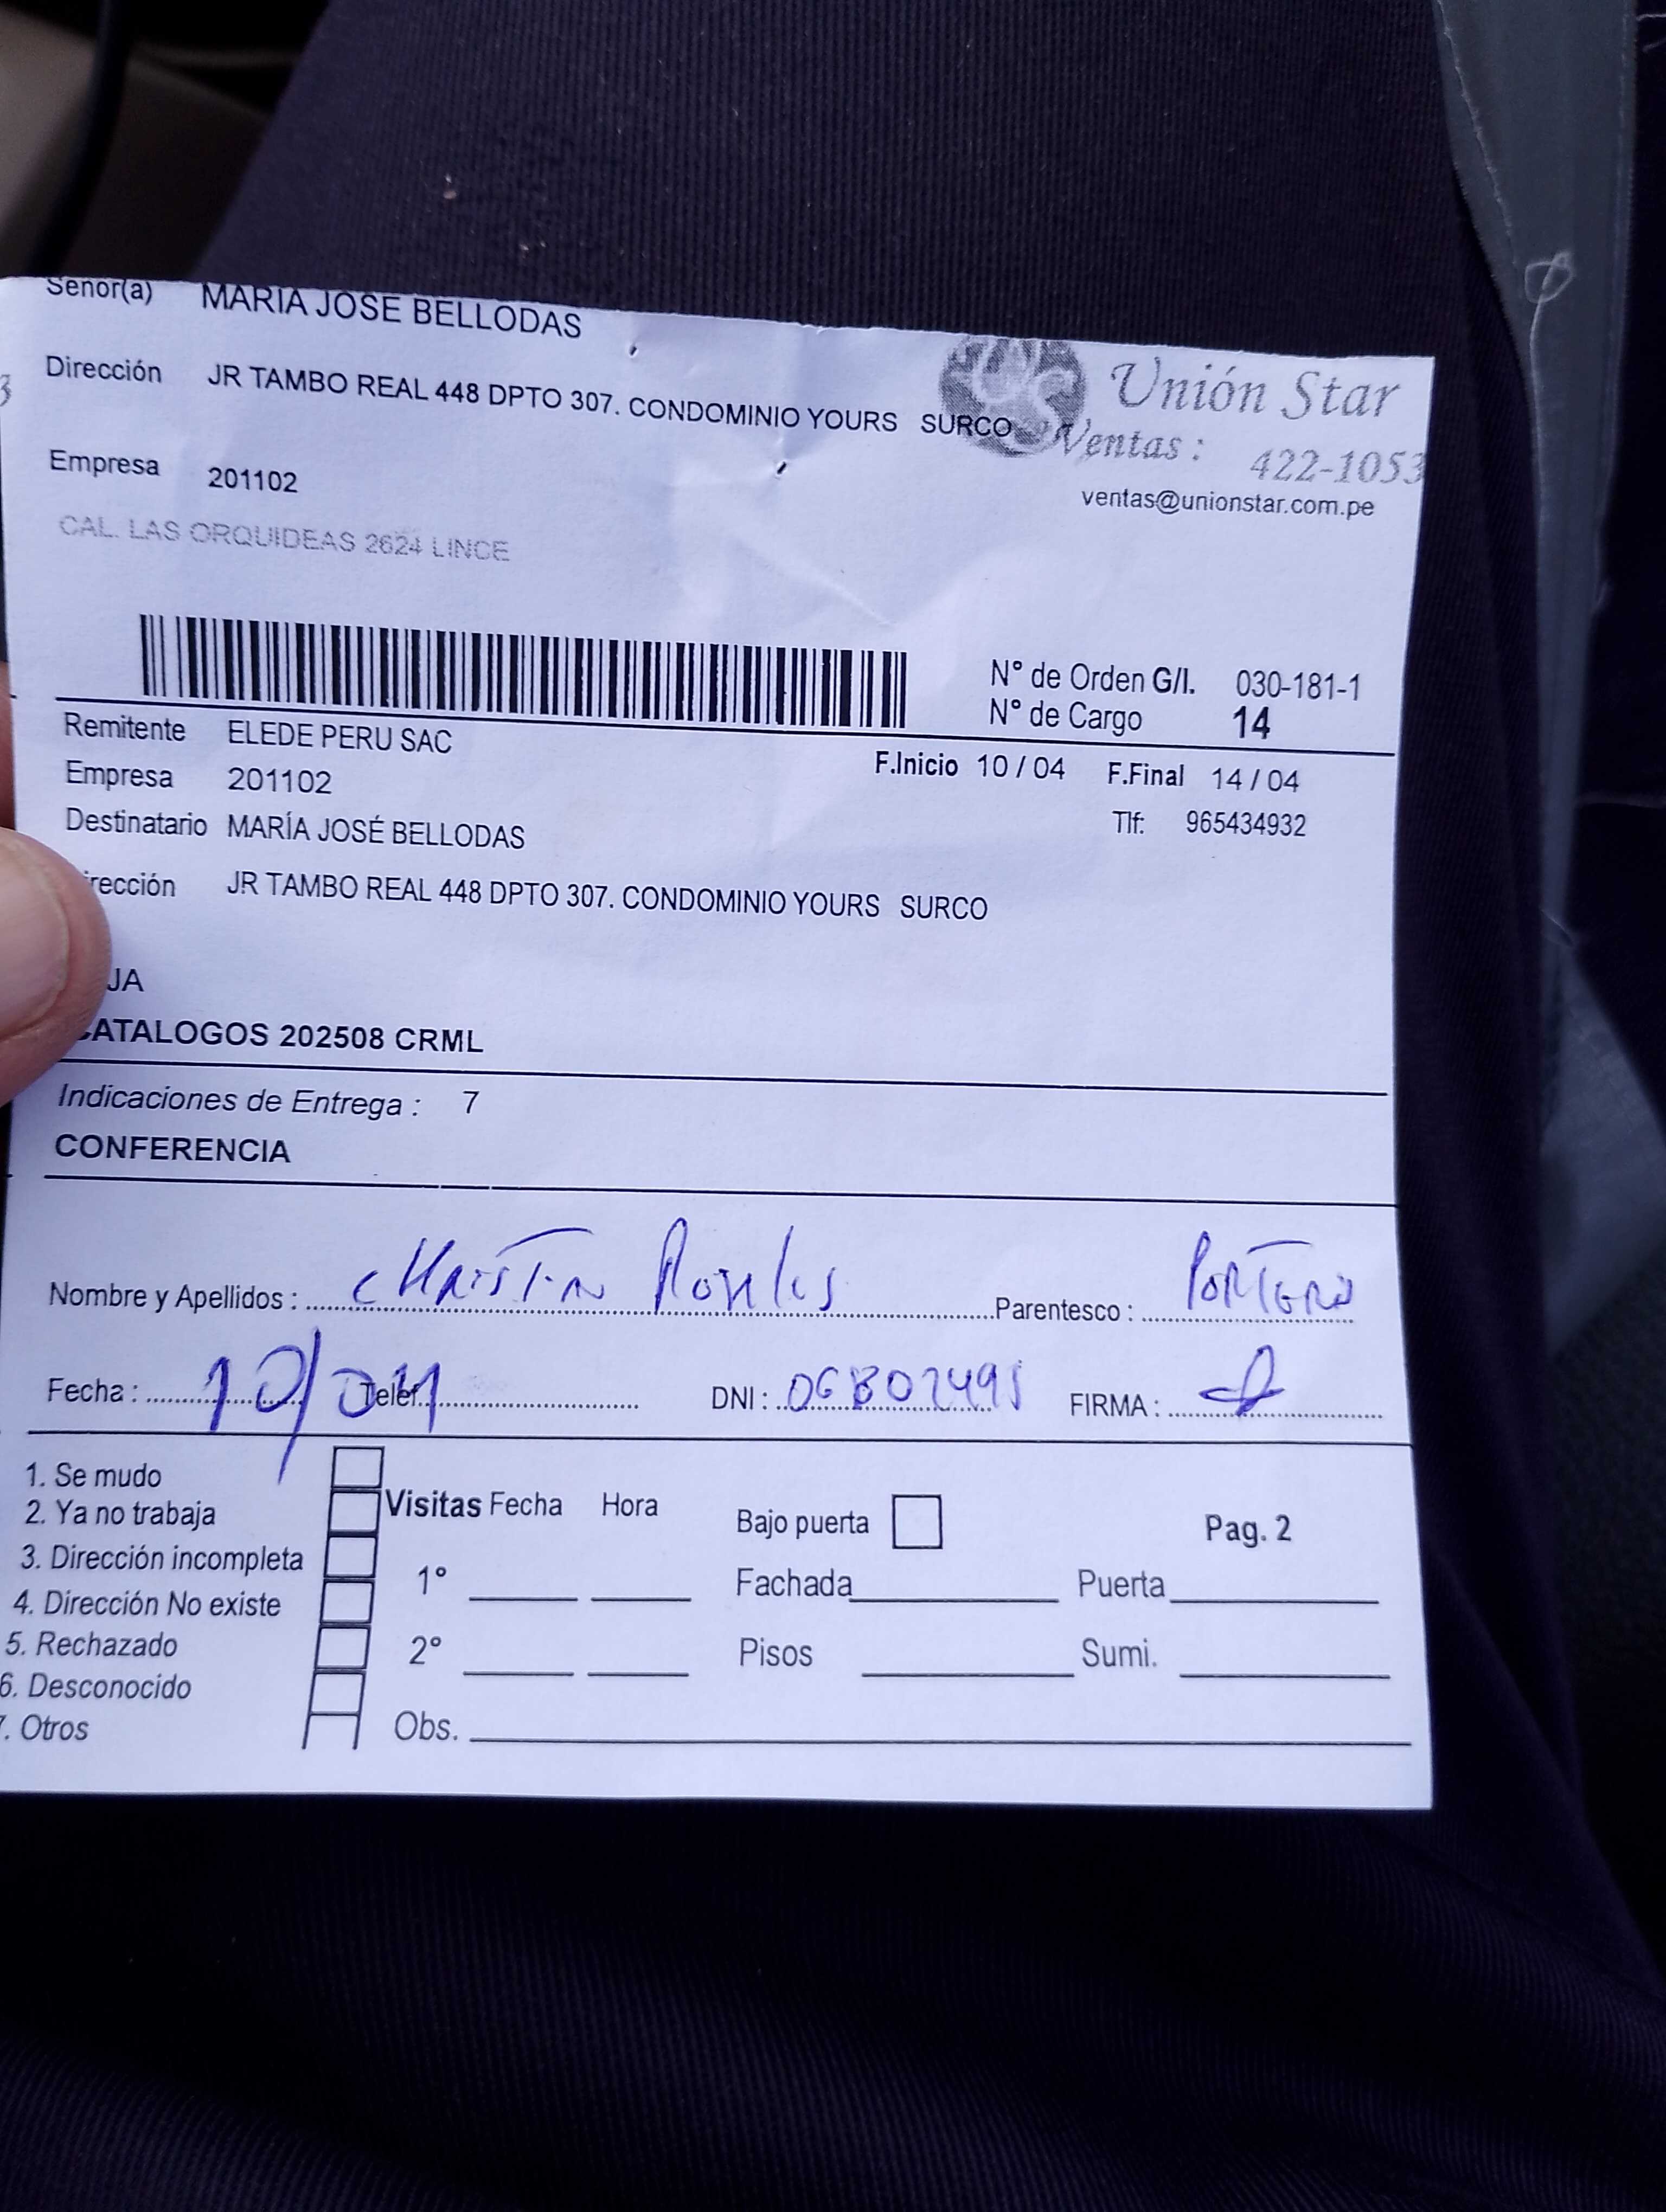 Señor(a) MARIA JOSE BELLODAS
Dirección JR TAMBO REAL 448 DPTO 307. CONDOMINIO YOURS SURCO
Unión Star
Ventas : 422-1053
ventas@unionstar.com.pe
Empresa 201102
CAL. LAS ORQUIDEAS 2624 LINCE
N° de Orden G/I. 030-181-1
N° de Cargo 14
Remitente ELEDE PERU SAC
F.Inicio 10 / 04 F.Final 14 / 04
Empresa 201102
Tlf: 965434932
Destinatario MARÍA JOSÉ BELLODAS
rección JR TAMBO REAL 448 DPTO 307. CONDOMINIO YOURS SURCO
JA
ATALOGOS 202508 CRML
Indicaciones de Entrega : 7
CONFERENCIA
Nombre y Apellidos : CHRISTIN Parentesco : PORTERO
Fecha : 10/04 Telef. DNI : FIRMA :
1. Se mudo
2. Ya no trabaja
3. Dirección incompleta
4. Dirección No existe
5. Rechazado
6. Desconocido
7. Otros
Visitas Fecha Hora
1°
2°
Obs.
Bajo puerta
Pag. 2
Fachada Puerta
Pisos Sumi.